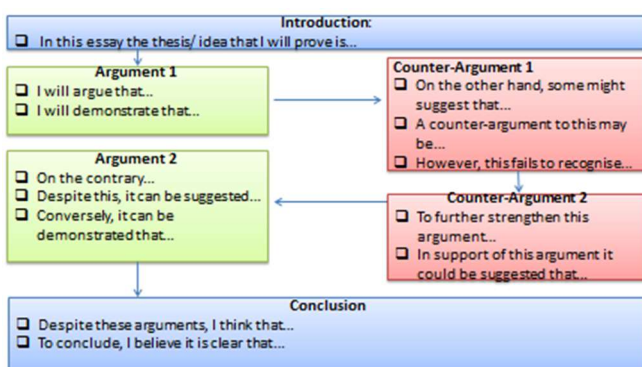 Introduction:
❑ In this essay the thesis/ idea that I will prove is...
Argument 1
❑ I will argue that...
❑ I will demonstrate that...
Counter-Argument 1
❑ On the other hand, some might
suggest that...
❑ A counter-argument to this may
be...
❑ However, this fails to recognise...
Counter-Argument 2
❑ To further strengthen this
argument...
❑ In support of this argument it
could be suggested that...
Argument 2
❑ On the contrary...
❑ Despite this, it can be suggested...
❑ Conversely, it can be
demonstrated that...
Conclusion
❑ Despite these arguments, I think that...
❑ To conclude, I believe it is clear that...